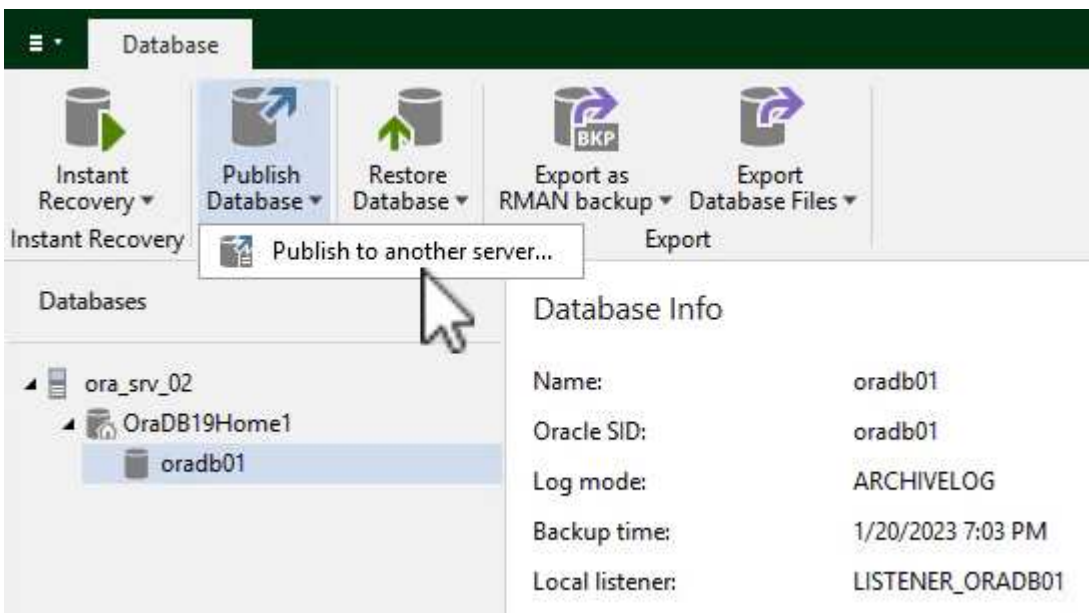 Database
Instant
Recovery
Publish
Database
Restore
Database
BKP
Export as
RMAN backup
Export
Database Files
Instant Recovery
Export
Publish to another server...
Databases
ora_srv_02
OraDB19Home1
oradb01
Database Info
Name: oradb01
Oracle SID: oradb01
Log mode: ARCHIVELOG
Backup time: 1/20/2023 7:03 PM
Local listener: LISTENER_ORADB01